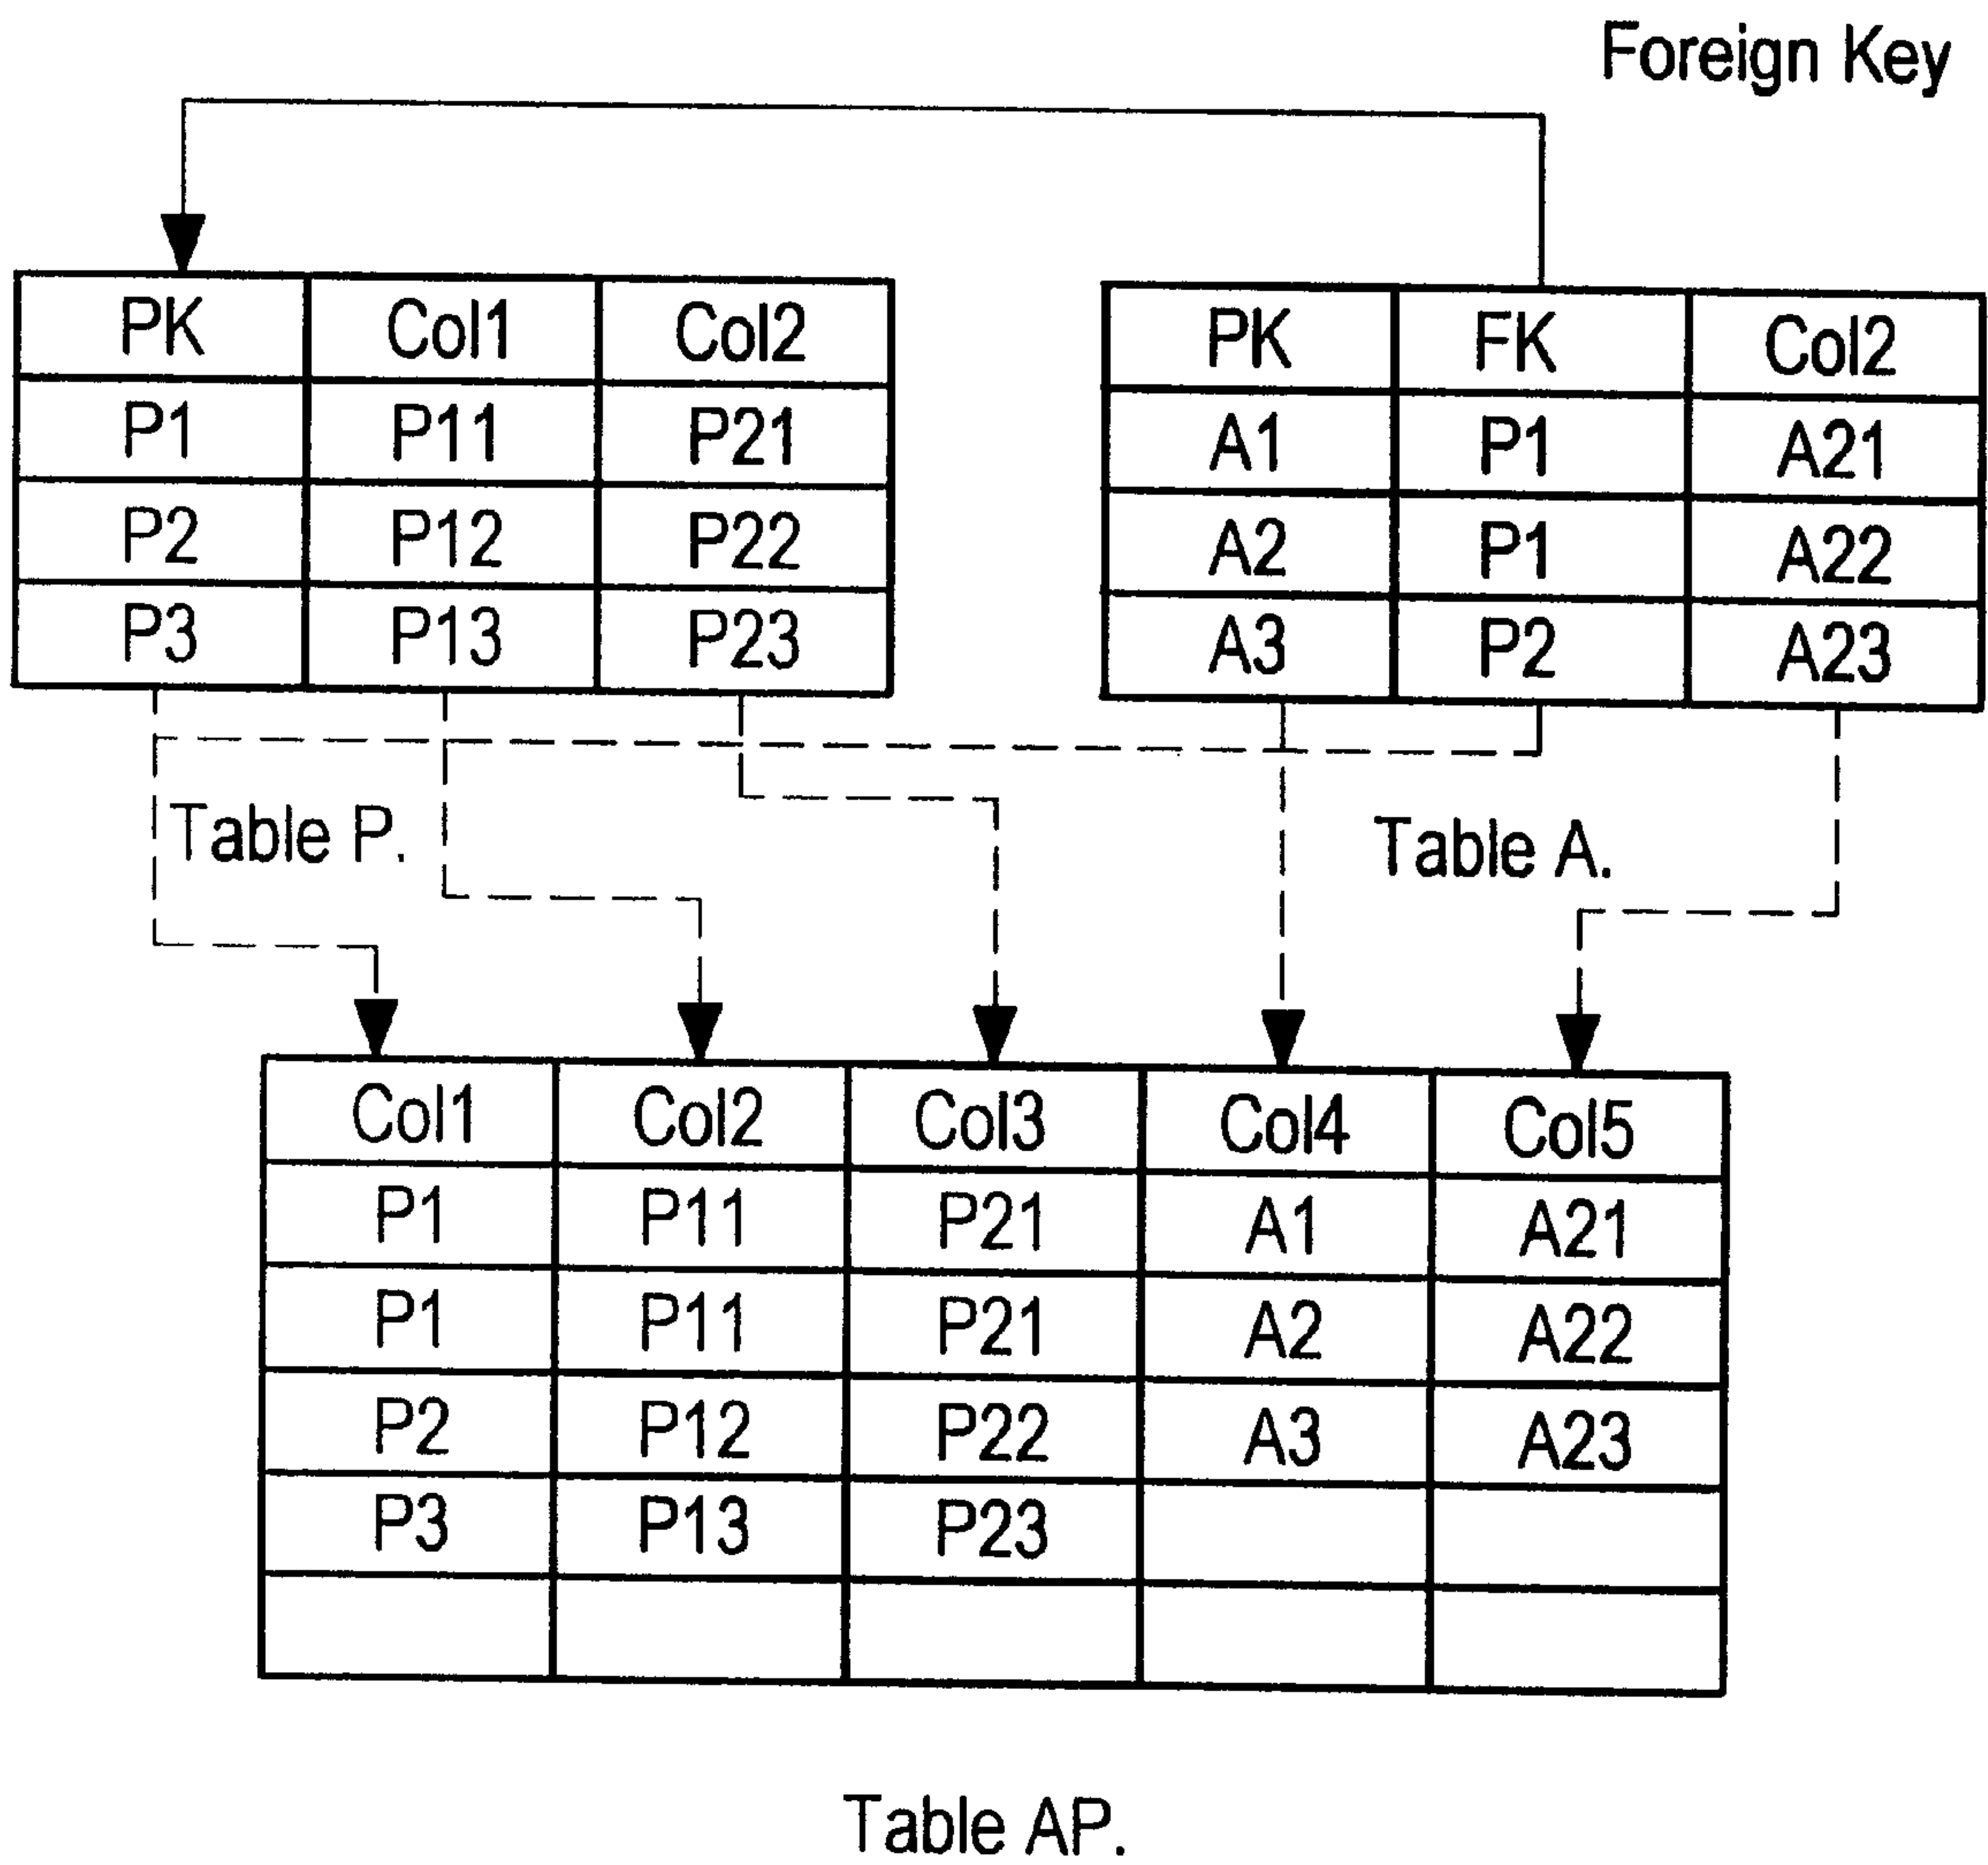 Foreign Key
PK Col1 Col2
P1 P11 P21
P2 P12 P22
P3 P13 P23
PK FK Col2
A1 P1 A21
A2 P1 A22
A3 P2 A23
Table P.
Table A.
Col1 Col2 Col3 Col4 Col5
P1 P11 P21 A1 A21
P1 P11 P21 A2 A22
P2 P12 P22 A3 A23
P3 P13 P23
Table AP.